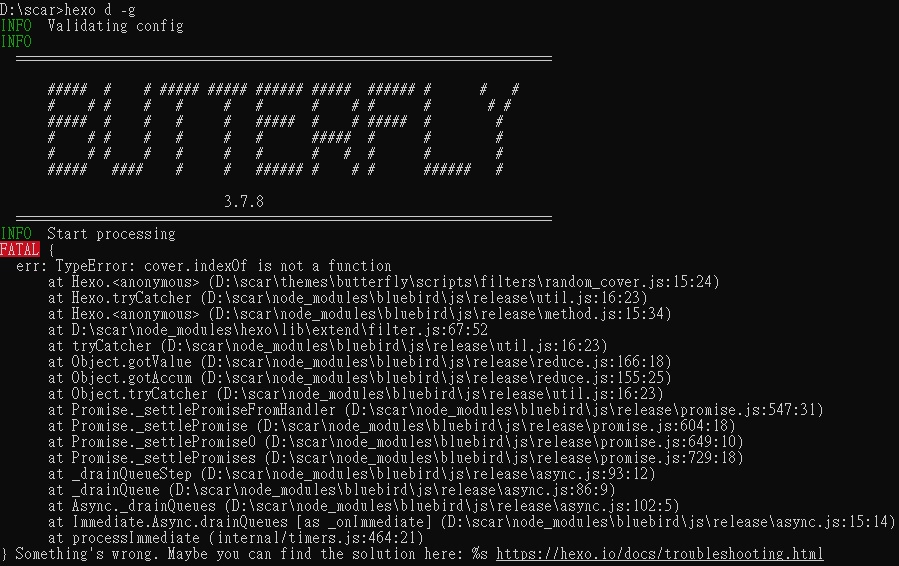 D:\scar>hexo d -g
INFO  Validating config
INFO
===================================================================
BUTTERFLY
3.7.8
===================================================================
INFO  Start processing
FATAL {
err: TypeError: cover.indexOf is not a function
at Hexo.<anonymous> (D:\scar\themes\butterfly\scripts\filters\random_cover.js:15:24)
at Hexo.tryCatcher (D:\scar\node_modules\bluebird\js\release\util.js:16:23)
at Hexo.<anonymous> (D:\scar\node_modules\bluebird\js\release\method.js:15:34)
at D:\scar\node_modules\hexo\lib\extend\filter.js:67:52
at tryCatcher (D:\scar\node_modules\bluebird\js\release\util.js:16:23)
at Object.gotValue (D:\scar\node_modules\bluebird\js\release\reduce.js:166:18)
at Object.gotAccum (D:\scar\node_modules\bluebird\js\release\reduce.js:155:25)
at Object.tryCatcher (D:\scar\node_modules\bluebird\js\release\util.js:16:23)
at Promise._settlePromiseFromHandler (D:\scar\node_modules\bluebird\js\release\promise.js:547:31)
at Promise._settlePromise (D:\scar\node_modules\bluebird\js\release\promise.js:604:18)
at Promise._settlePromise0 (D:\scar\node_modules\bluebird\js\release\promise.js:649:10)
at Promise._settlePromises (D:\scar\node_modules\bluebird\js\release\promise.js:729:18)
at _drainQueueStep (D:\scar\node_modules\bluebird\js\release\async.js:93:12)
at _drainQueue (D:\scar\node_modules\bluebird\js\release\async.js:86:9)
at Async._drainQueues (D:\scar\node_modules\bluebird\js\release\async.js:102:5)
at Immediate.Async.drainQueues [as _onImmediate] (D:\scar\node_modules\bluebird\js\release\async.js:15:14)
at processImmediate (internal/timers.js:464:21)
} Something's wrong. Maybe you can find the solution here: %s https://hexo.io/docs/troubleshooting.html